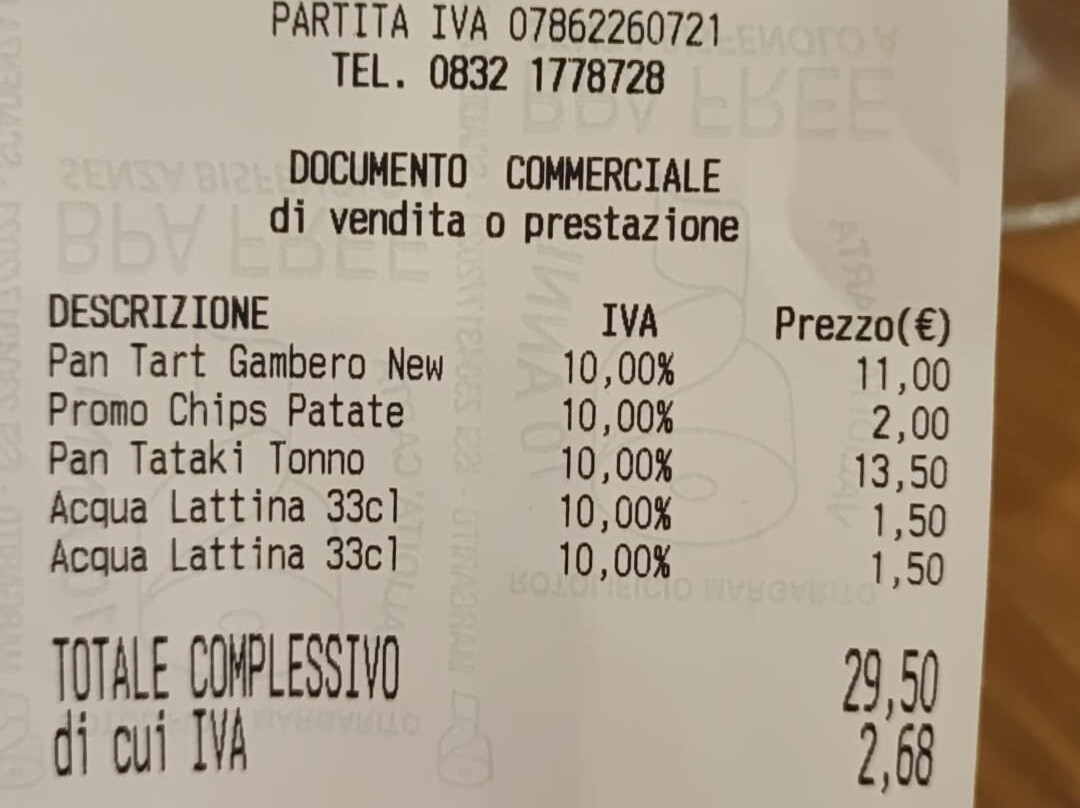 PARTITA IVA 07862260721
TEL. 0832 1778728
DOCUMENTO COMMERCIALE
di vendita o prestazione
DESCRIZIONE IVA Prezzo(€)
Pan Tart Gambero New 10,00% 11,00
Promo Chips Patate 10,00% 2,00
Pan Tataki Tonno 10,00% 13,50
Acqua Lattina 33cl 10,00% 1,50
Acqua Lattina 33cl 10,00% 1,50
TOTALE COMPLESSIVO 29,50
di cui IVA 2,68